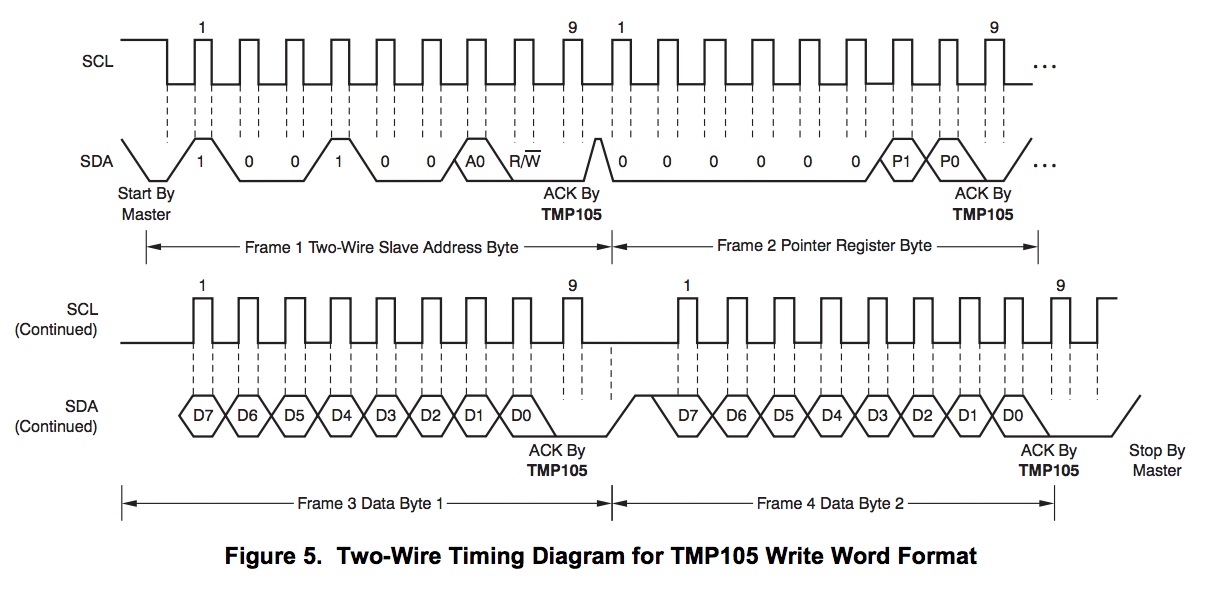 1 9 1 9
SCL ...
SDA 1 0 0 1 0 0 A0 R/W̅ 0 0 0 0 0 0 P1 P0 ...
Start By ACK By ACK By
Master TMP105 TMP105
Frame 1 Two-Wire Slave Address Byte Frame 2 Pointer Register Byte
1 9 1 9
SCL
(Continued)
SDA D7 D6 D5 D4 D3 D2 D1 D0 D7 D6 D5 D4 D3 D2 D1 D0
(Continued)
ACK By ACK By Stop By
TMP105 TMP105 Master
Frame 3 Data Byte 1 Frame 4 Data Byte 2
Figure 5. Two-Wire Timing Diagram for TMP105 Write Word Format